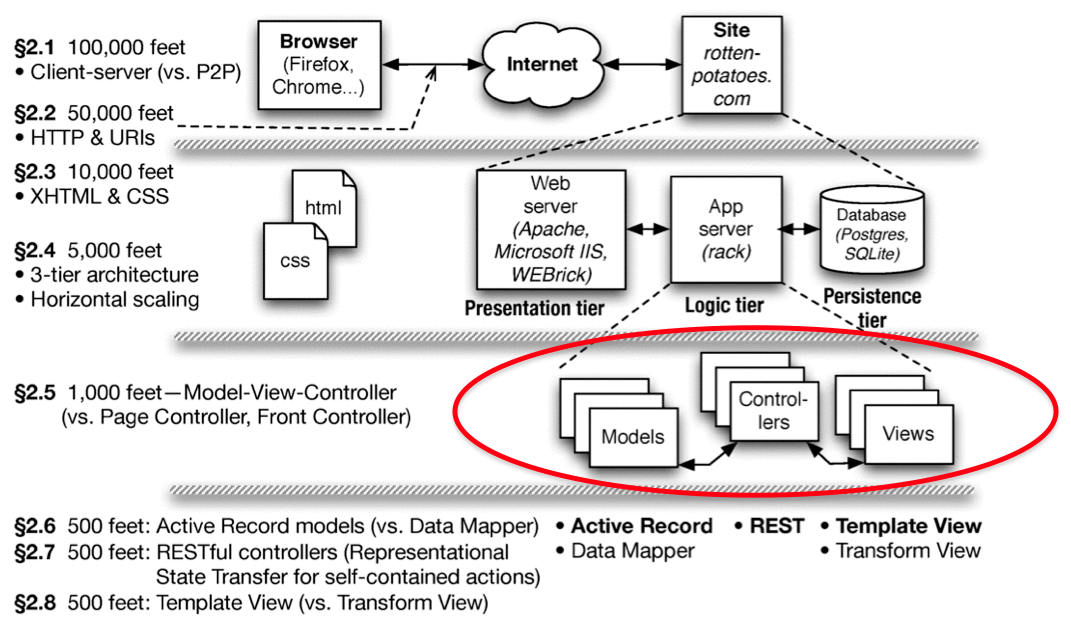 §2.1 100,000 feet
• Client-server (vs. P2P)
§2.2 50,000 feet
• HTTP & URIs
Browser
(Firefox,
Chrome...)
Internet
Site
rotten-
potatoes.
com
§2.3 10,000 feet
• XHTML & CSS
§2.4 5,000 feet
• 3-tier architecture
• Horizontal scaling
html
css
Web
server
(Apache,
Microsoft IIS,
WEBrick)
Presentation tier
App
server
(rack)
Logic tier
Database
(Postgres,
SQLite)
Persistence
tier
§2.5 1,000 feet—Model-View-Controller
(vs. Page Controller, Front Controller)
Models
Control-
lers
Views
§2.6 500 feet: Active Record models (vs. Data Mapper)
§2.7 500 feet: RESTful controllers (Representational
State Transfer for self-contained actions)
§2.8 500 feet: Template View (vs. Transform View)
• Active Record
• Data Mapper
• REST
• Template View
• Transform View